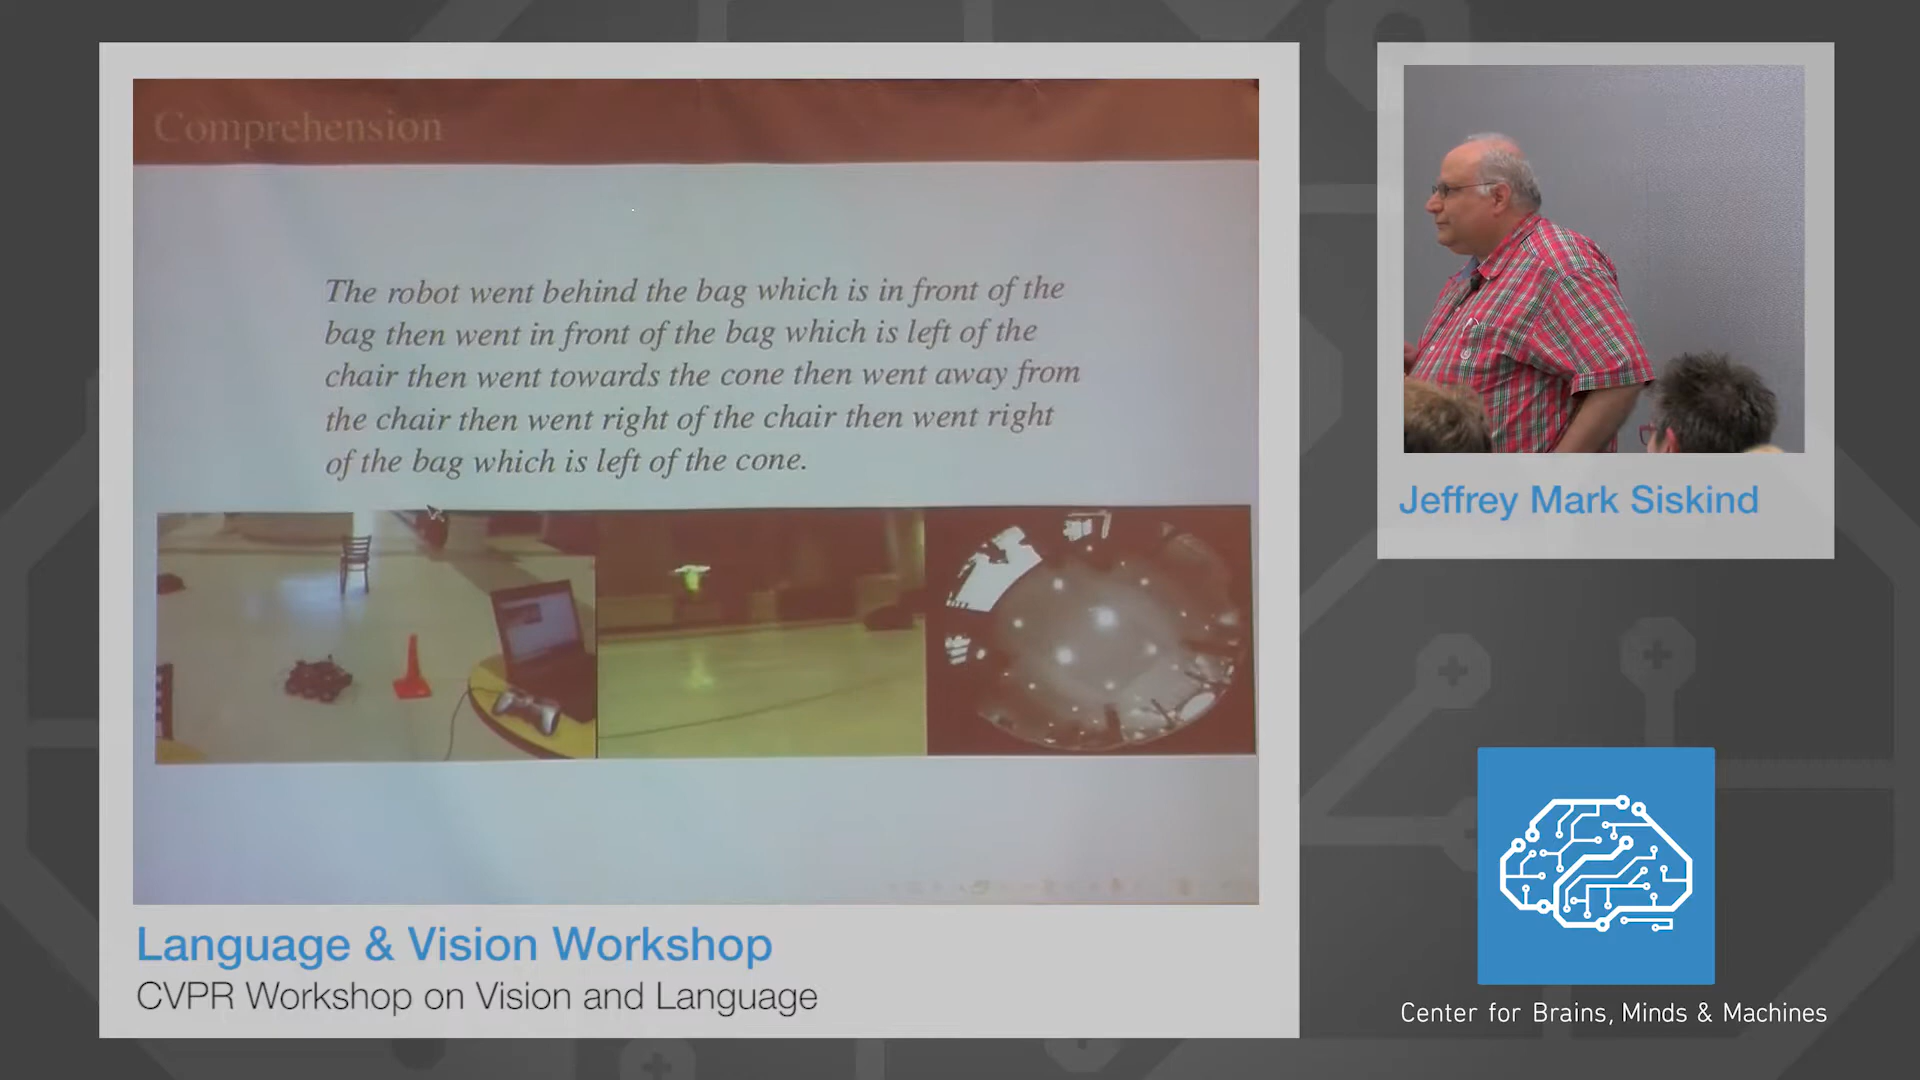 Comprehension
The robot went behind the bag which is in front of the
bag then went in front of the bag which is left of the
chair then went towards the cone then went away from
the chair then went right of the chair then went right
of the bag which is left of the cone.
Jeffrey Mark Siskind
Language & Vision Workshop
CVPR Workshop on Vision and Language
Center for Brains, Minds & Machines